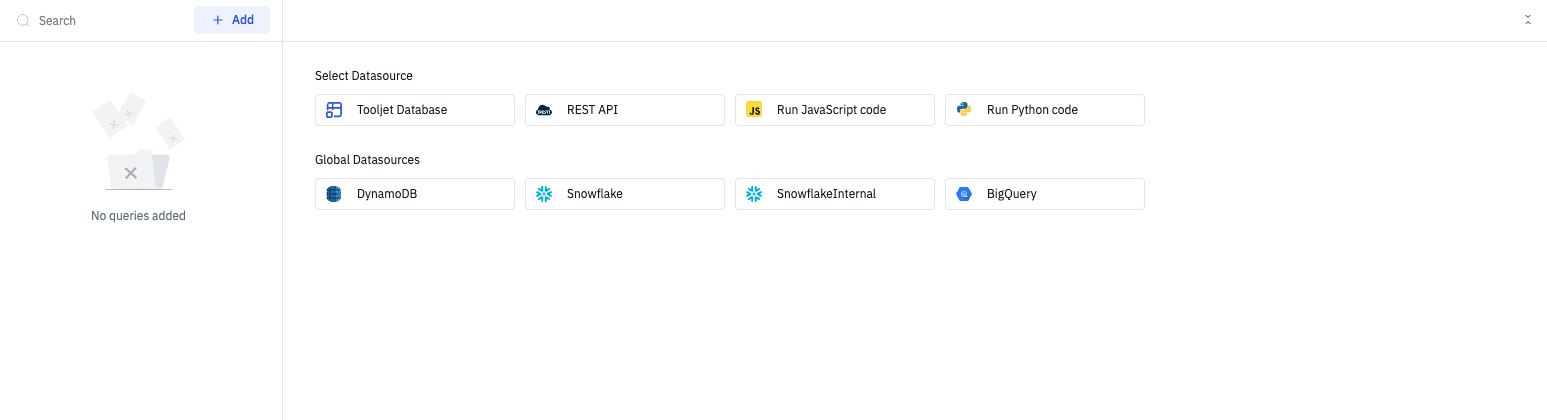 Search
Add
Select Datasource
Tooljet Database
REST API
JS
Run JavaScript code
Run Python code
Global Datasources
DynamoDB
Snowflake
SnowflakeInternal
BigQuery
No queries added